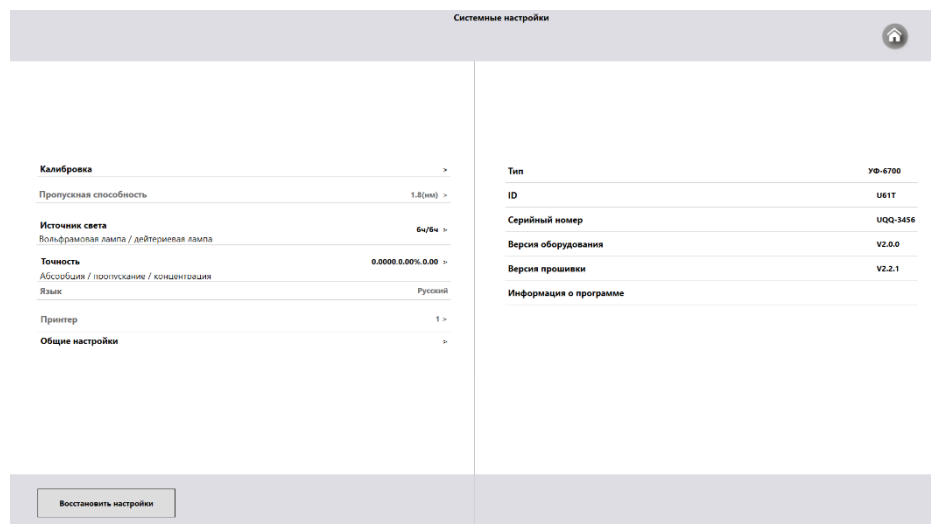 Системные настройки
Калибровка >
Пропускная способность 1.8(нм) >
Источник света 6ч/6ч >
Вольфрамовая лампа / дейтериевая лампа
Точность 0.0000.0.00%.0.00 >
Абсорбция / пропускание / концентрация
Язык Русский
Принтер 1 >
Общие настройки >
Тип УФ-6700
ID U61T
Серийный номер UQQ-3456
Версия оборудования V2.0.0
Версия прошивки V2.2.1
Информация о программе
Восстановить настройки